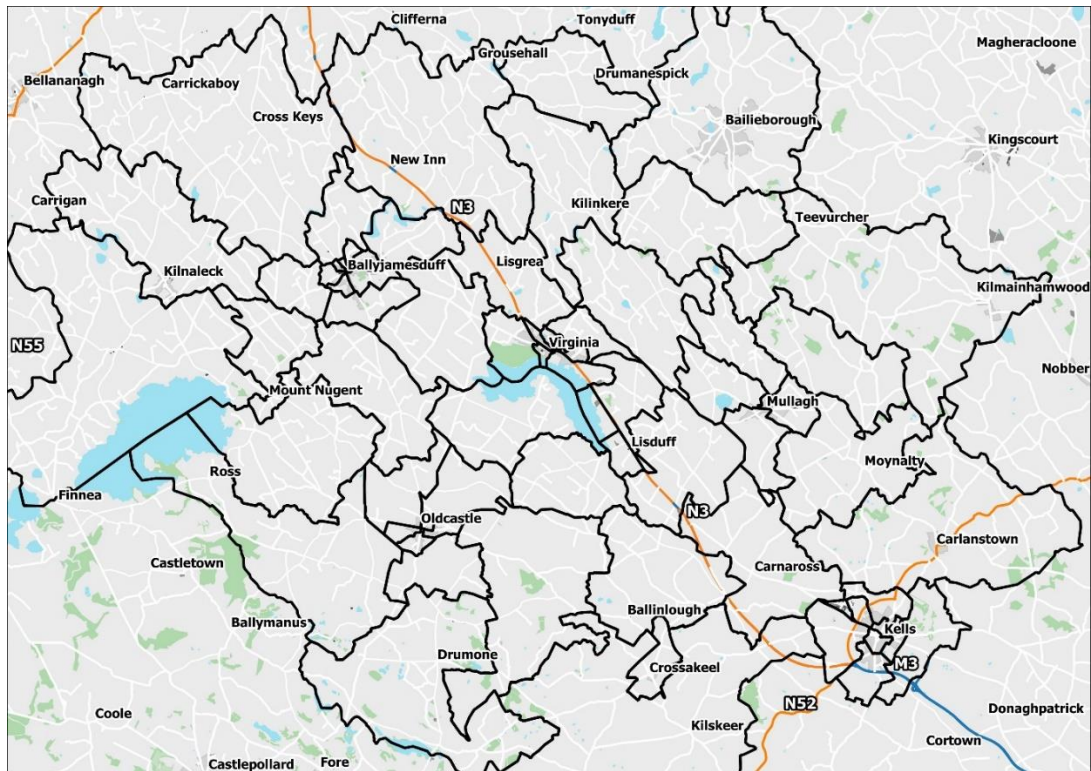 Clifferna
Tonyduff
Magheracloone
Grousehall
Bellananagh
Carrickaboy
Drumanespick
Cross Keys
Bailieborough
Kingscourt
New Inn
Carrigan
N3
Kilinkere
Teevurcher
Lisgrea
Ballyjamesduff
Kilnaleck
Kilmainhamwood
N55
Virginia
Nobber
Mount Nugent
Mullagh
Lisduff
Ross
Moynalty
Finnea
N3
Oldcastle
Carlanstown
Castletown
Carnaross
Ballinlough
Ballymanus
Kells
Drumone
Crossakeel
M3
N52
Coole
Kilskeer
Donaghpatrick
Cortown
Castlepollard
Fore